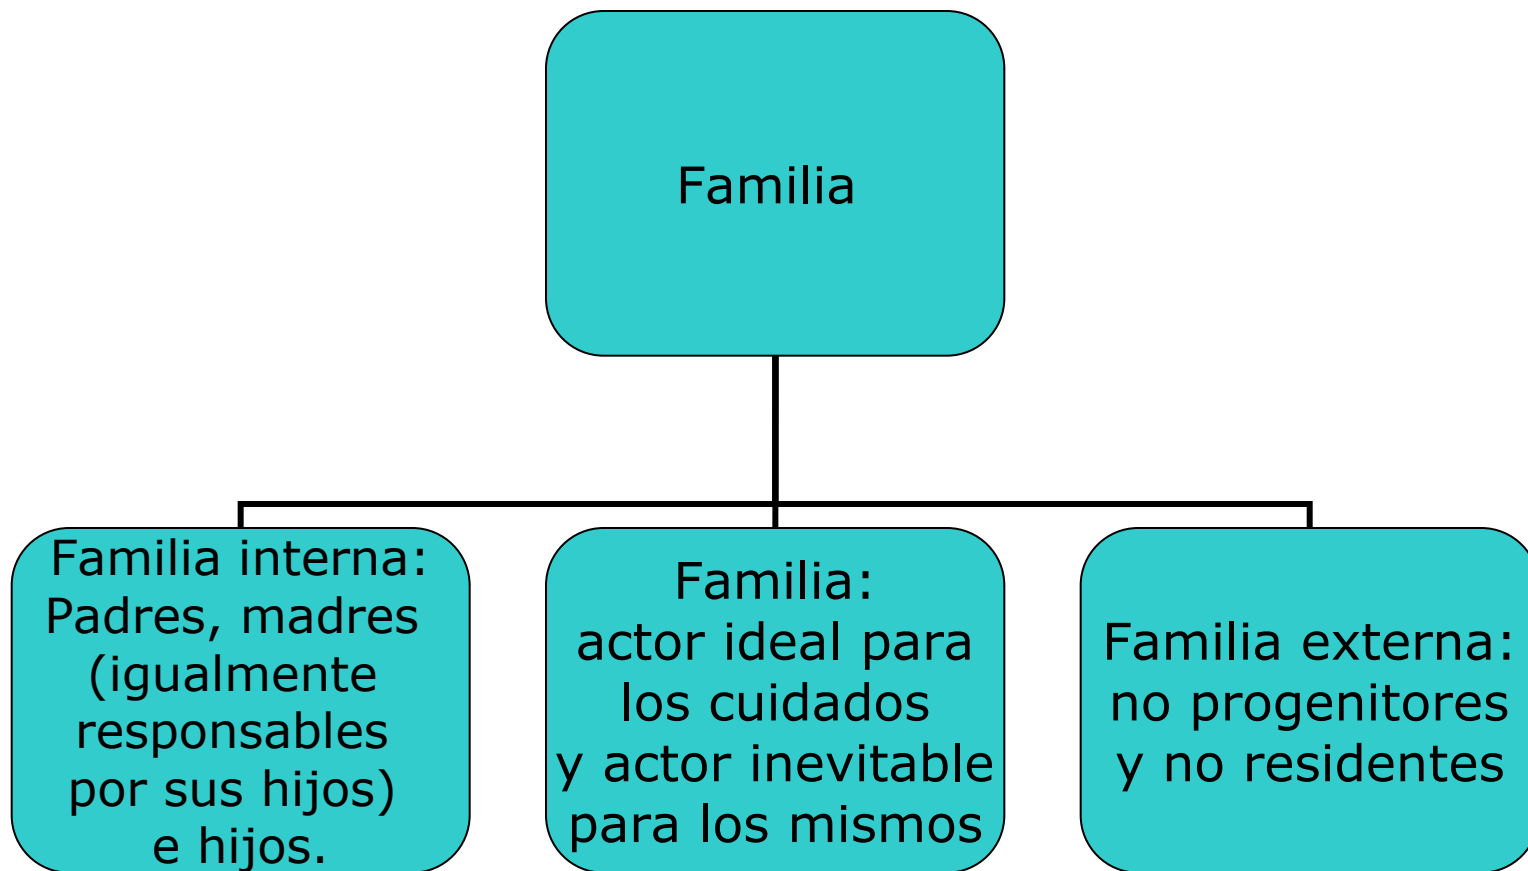 Familia
Familia interna:
Padres, madres
(igualmente
responsables
por sus hijos)
e hijos.
Familia:
actor ideal para
los cuidados
y actor inevitable
para los mismos
Familia externa:
no progenitores
y no residentes